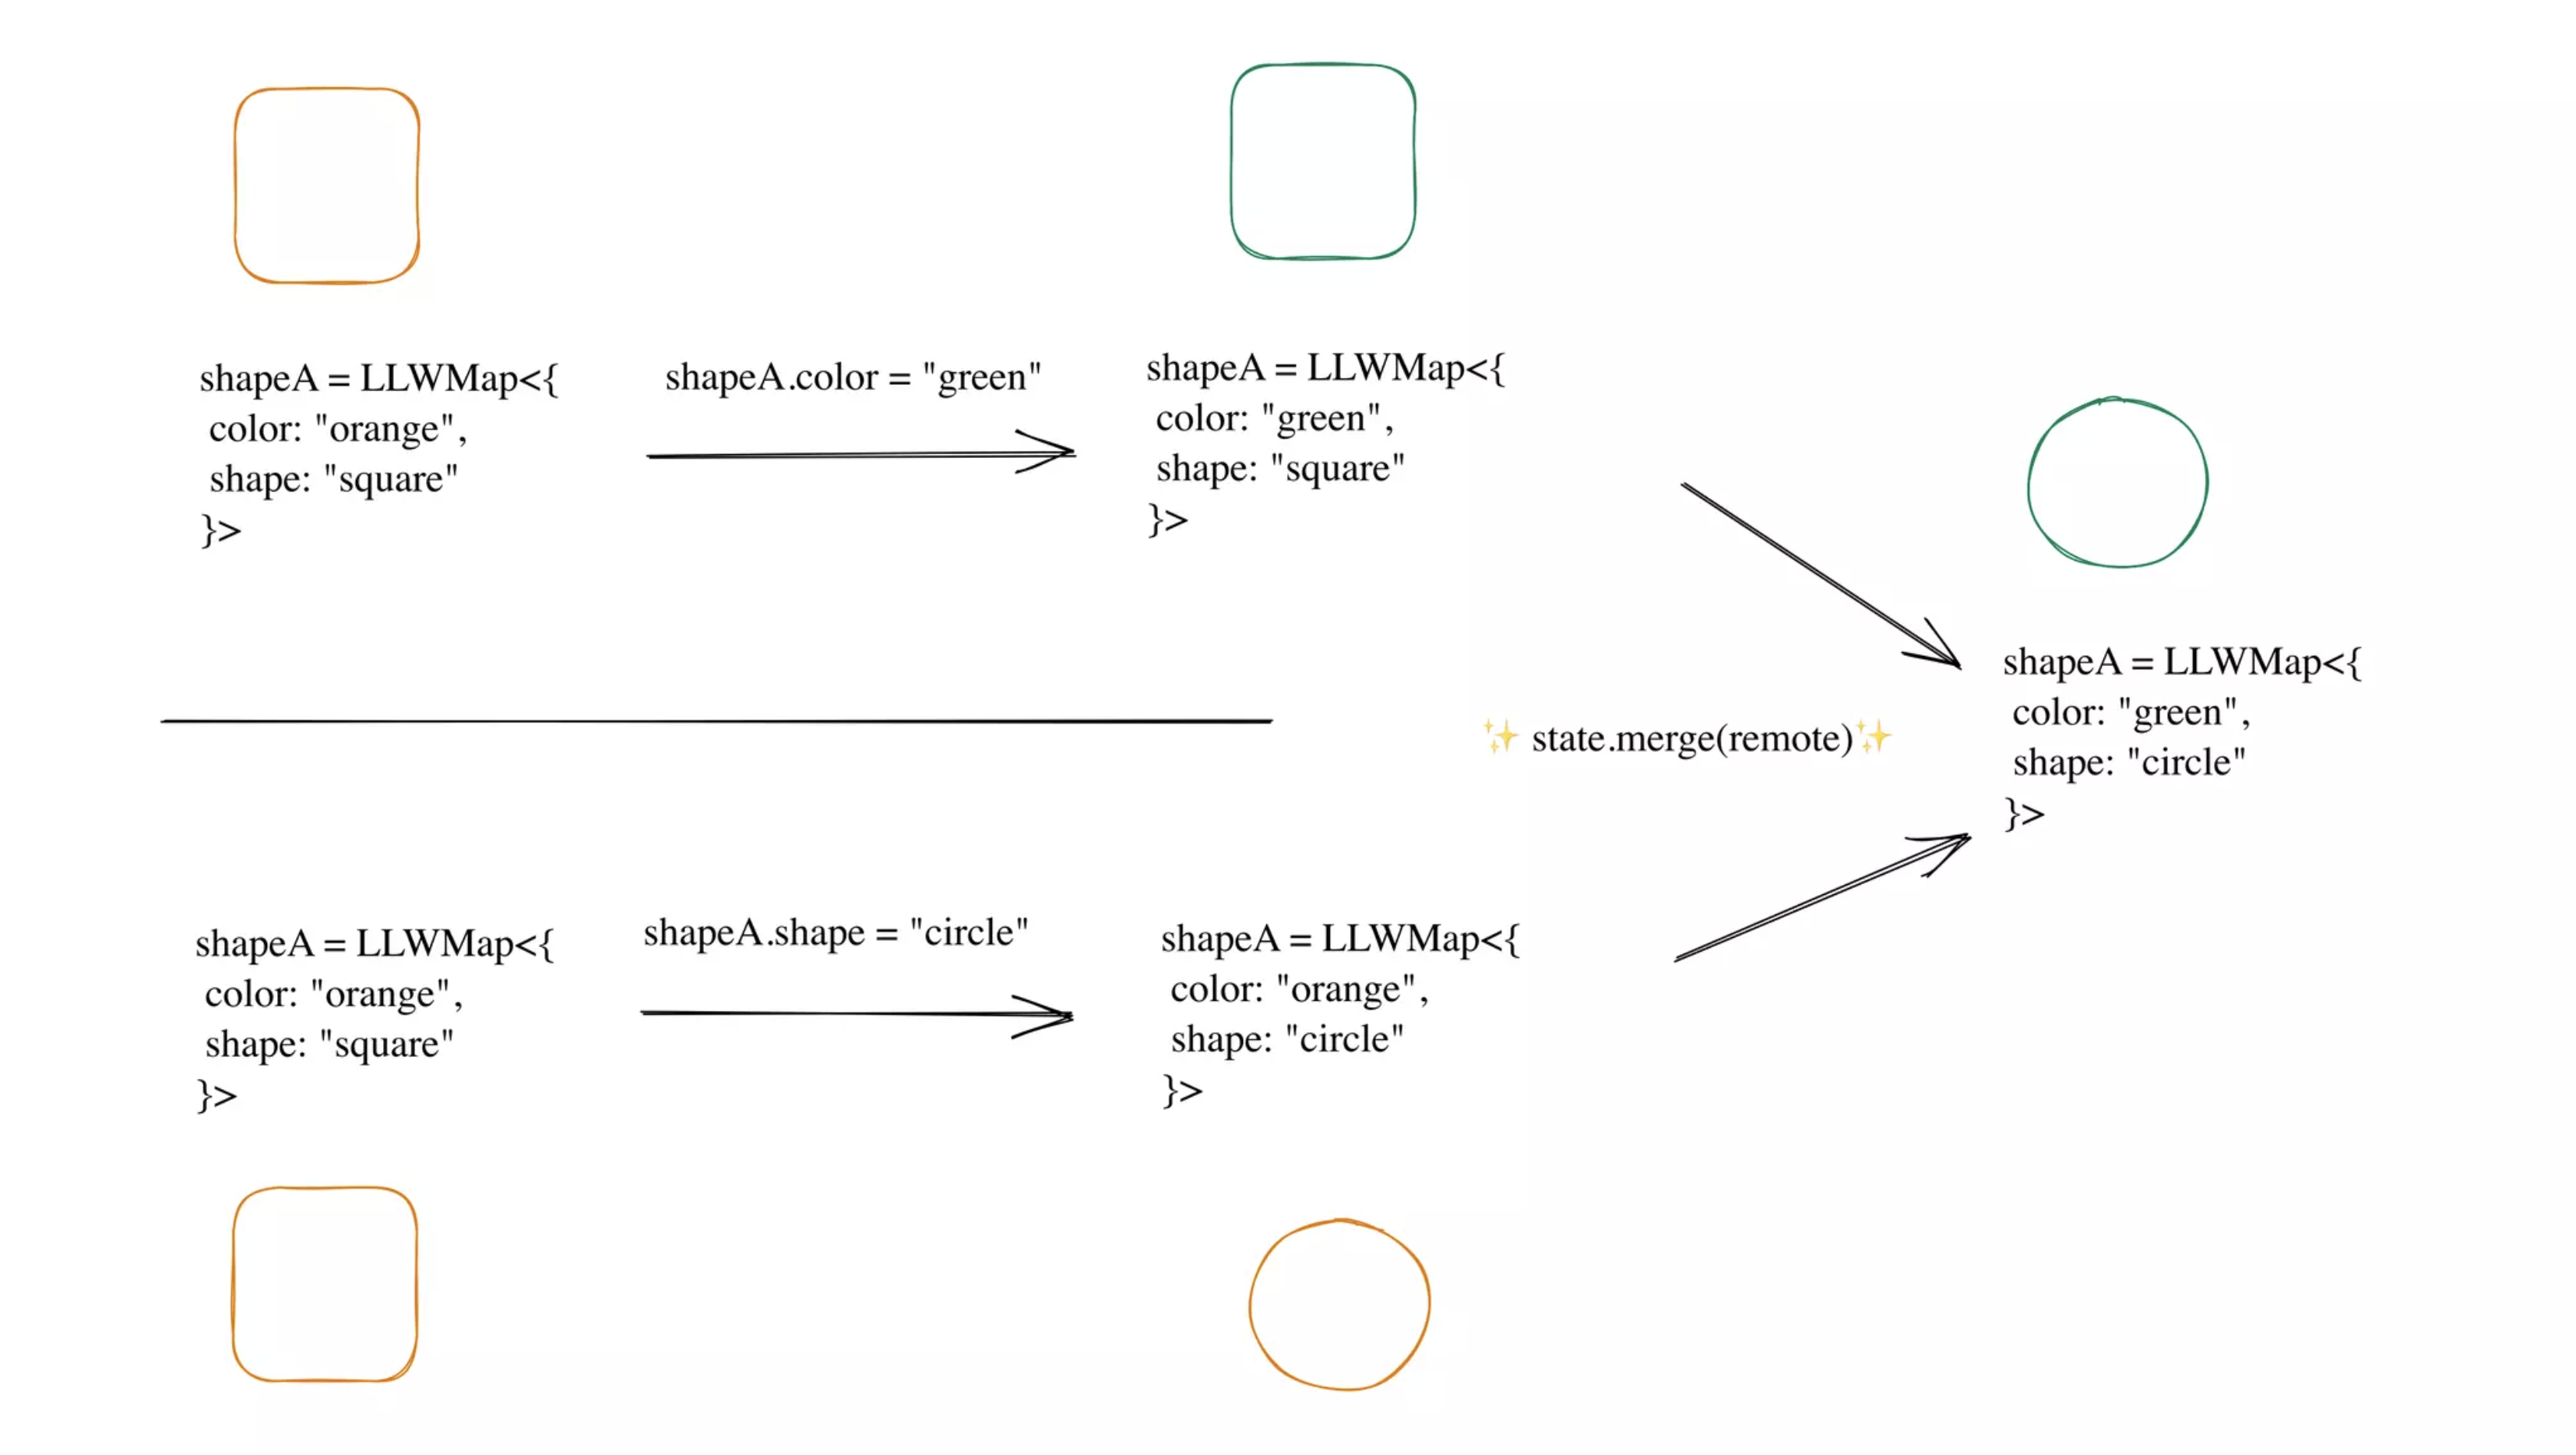 shapeA = LLWMap<{
color: "orange",
shape: "square"
}>
shapeA.color = "green"
shapeA = LLWMap<{
color: "green",
shape: "square"
}>
✨ state.merge(remote)✨
shapeA = LLWMap<{
color: "green",
shape: "circle"
}>
shapeA = LLWMap<{
color: "orange",
shape: "square"
}>
shapeA.shape = "circle"
shapeA = LLWMap<{
color: "orange",
shape: "circle"
}>